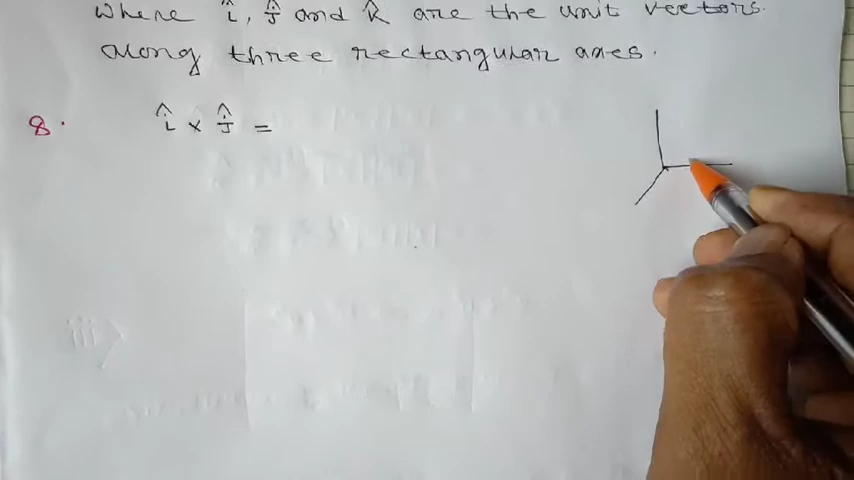 where î, ĵ and k̂ are the unit vectors
along three rectangular axes.
8. î × ĵ =